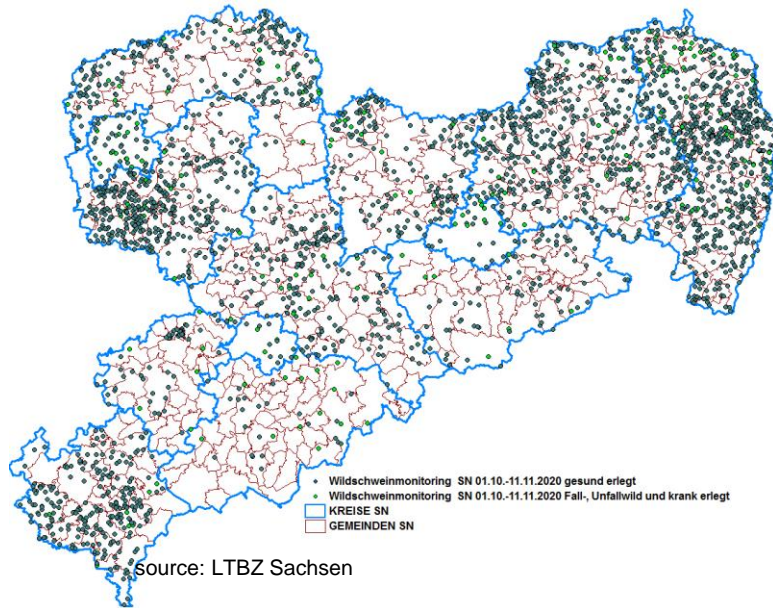 Wildschweinmonitoring SN 01.10.-11.11.2020 gesund erlegt
Wildschweinmonitoring SN 01.10.-11.11.2020 Fall-, Unfallwild und krank erlegt
KREISE SN
GEMEINDEN SN
source: LTBZ Sachsen